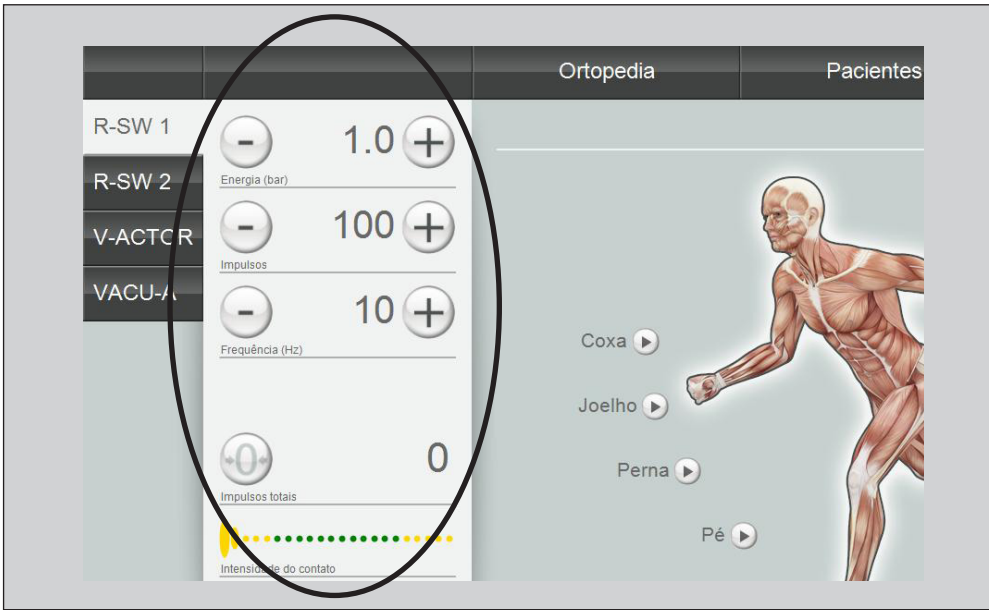 Ortopedia
Pacientes
R-SW 1
R-SW 2
V-ACTOR
VACU-A
- 1.0 +
Energia (bar)
- 100 +
Impulsos
- 10 +
Frequência (Hz)
0 0
Impulsos totais
Intensidade do contato
Coxa
Joelho
Perna
Pé